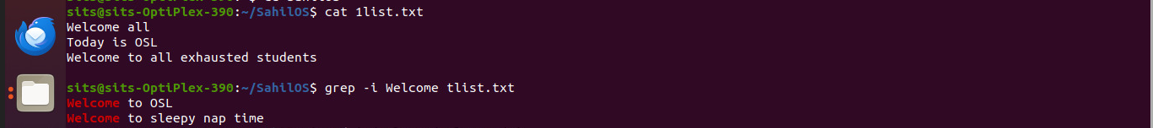 sits@sits-OptiPlex-390:~/SahilOS$ cat 1list.txt
Welcome all
Today is OSL
Welcome to all exhausted students
sits@sits-OptiPlex-390:~/SahilOS$ grep -i Welcome tlist.txt
Welcome to OSL
Welcome to sleepy nap time